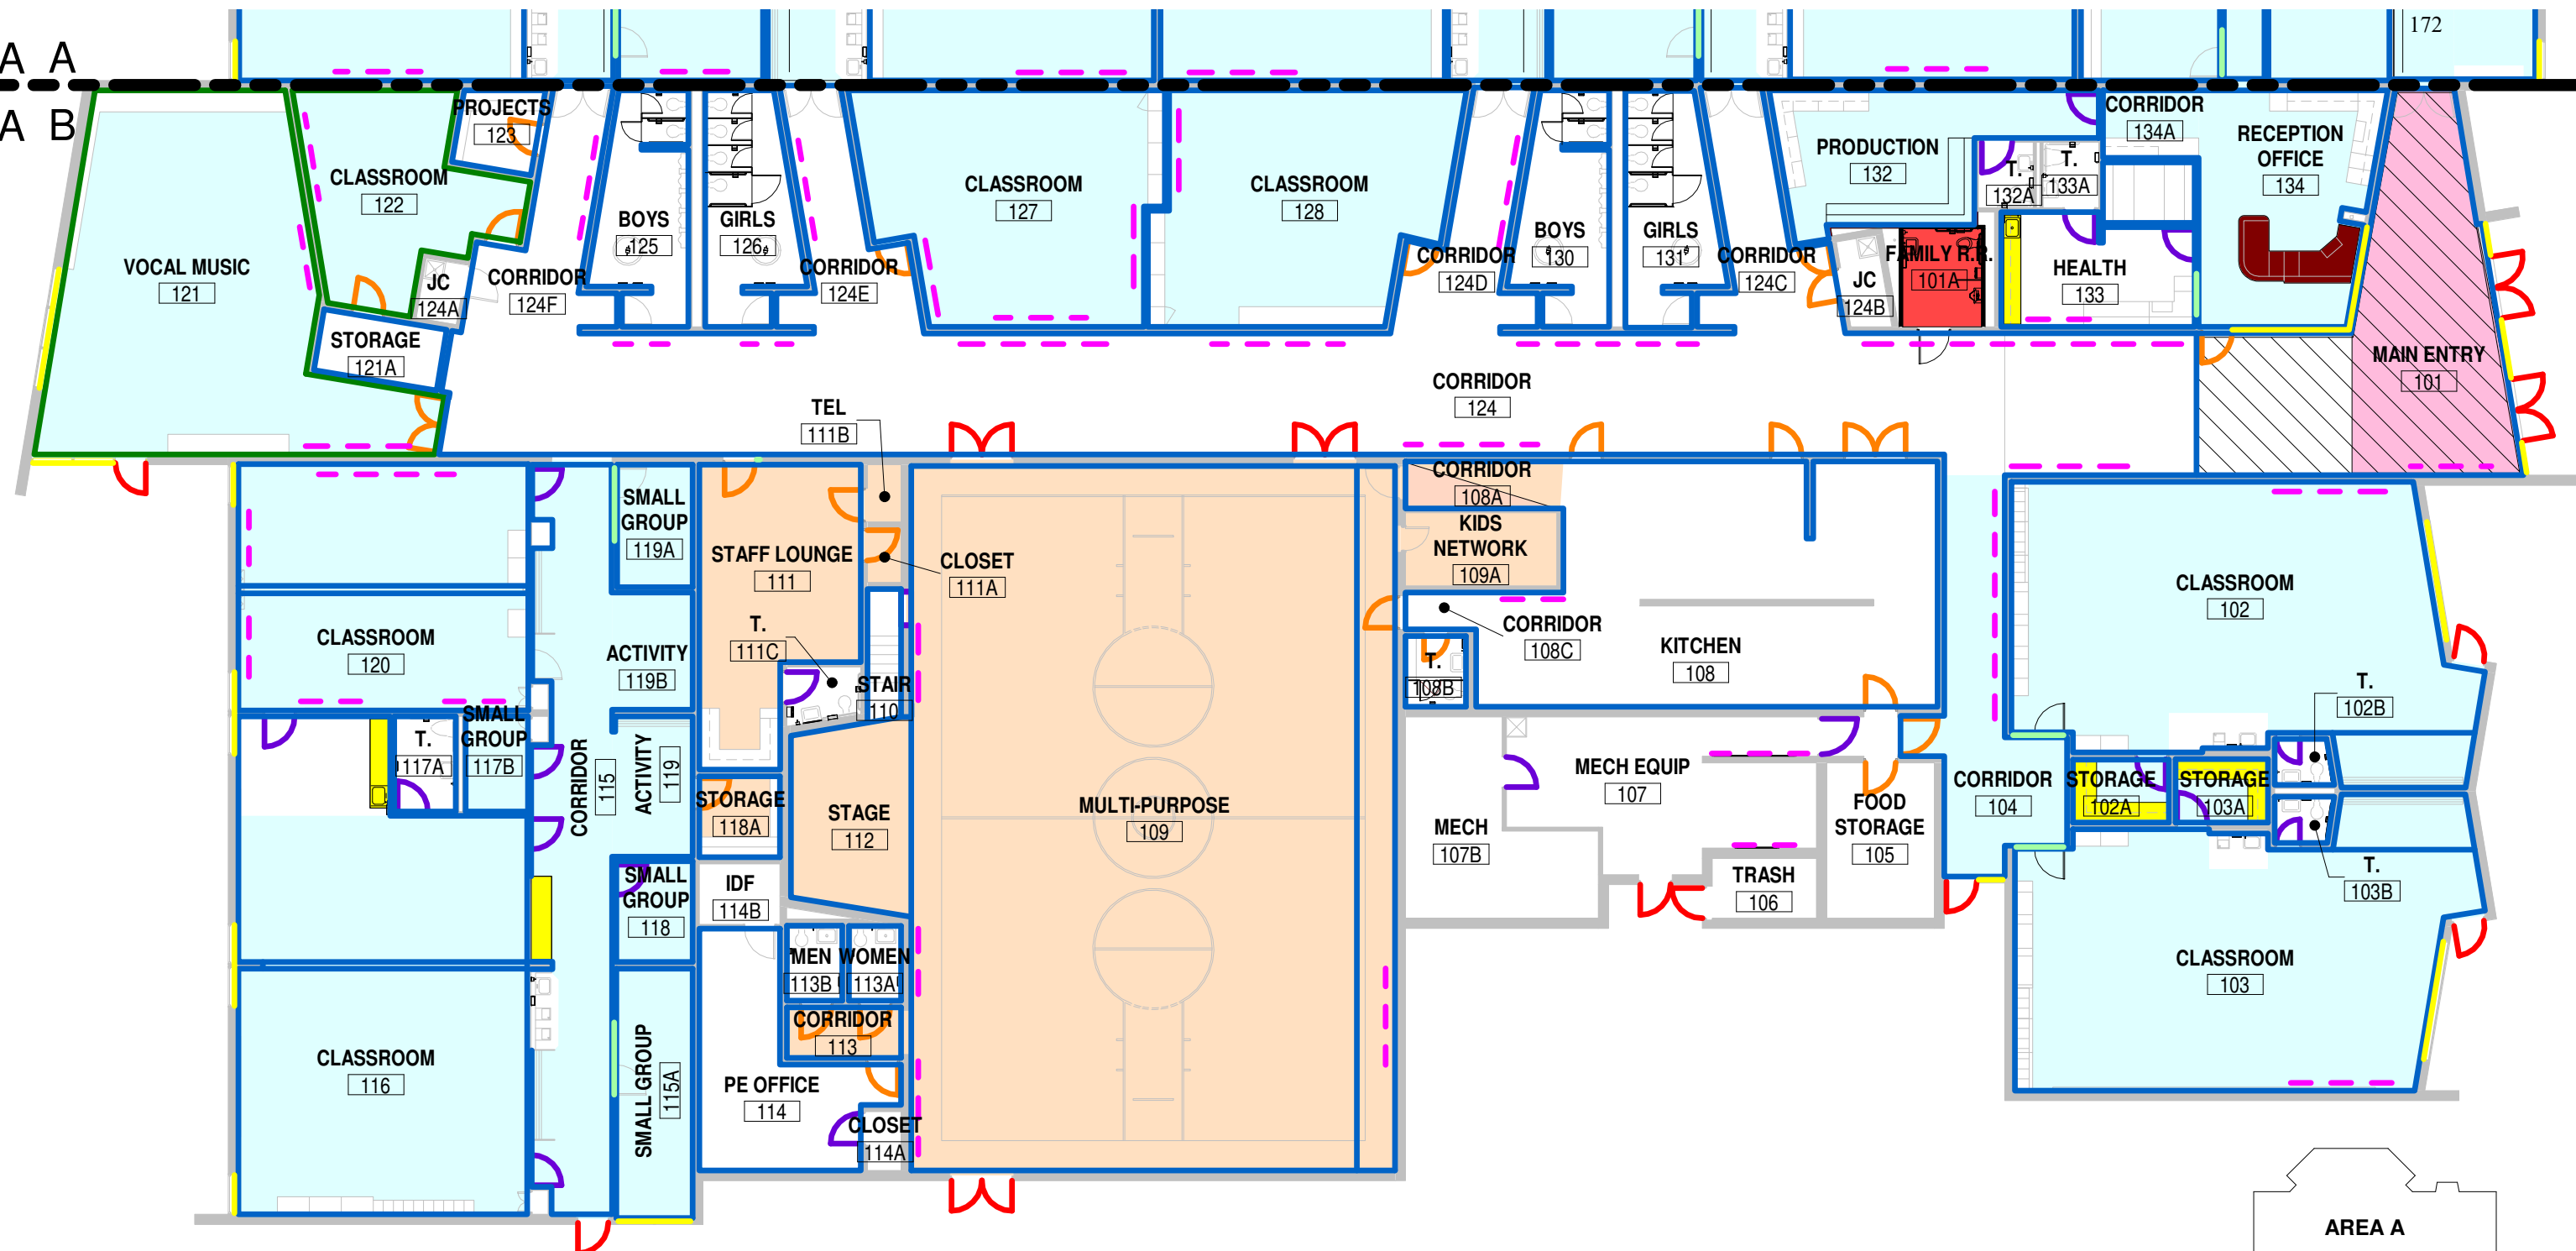 172
A A
A B
PROJECTS
123
CORRIDOR
134A
RECEPTION
OFFICE
134
CLASSROOM
122
CLASSROOM
127
CLASSROOM
128
PRODUCTION
132
T.
132A
T.
133A
BOYS
125
GIRLS
126
BOYS
130
GIRLS
131
VOCAL MUSIC
121
JC
124A
CORRIDOR
124F
CORRIDOR
124E
CORRIDOR
124D
CORRIDOR
124C
JC
124B
FAMILY R.R.
101A
HEALTH
133
STORAGE
121A
MAIN ENTRY
101
CORRIDOR
124
TEL
111B
CORRIDOR
108A
SMALL
GROUP
119A
STAFF LOUNGE
111
CLOSET
111A
KIDS
NETWORK
109A
CLASSROOM
102
CLASSROOM
120
ACTIVITY
119B
T.
111C
CORRIDOR
108C
KITCHEN
108
T.
108B
STAIR
110
T.
102B
T.
117A
SMALL
GROUP
117B
CORRIDOR
115
ACTIVITY
119
STORAGE
118A
STAGE
112
MULTI-PURPOSE
109
MECH EQUIP
107
MECH
107B
FOOD
STORAGE
105
CORRIDOR
104
STORAGE
102A
STORAGE
103A
TRASH
106
T.
103B
SMALL
GROUP
118
IDF
114B
MEN
113B
WOMEN
113A
CORRIDOR
113
CLASSROOM
103
CLASSROOM
116
SMALL GROUP
115A
PE OFFICE
114
CLOSET
114A
AREA A